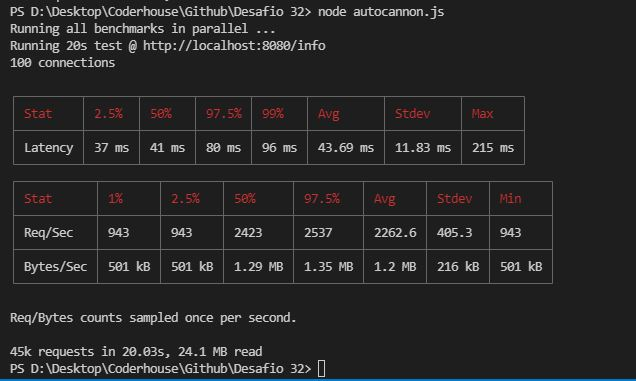 PS D:\Desktop\Coderhouse\Github\Desafio 32> node autocannon.js
Running all benchmarks in parallel ...
Running 20s test @ http://localhost:8080/info
100 connections
Stat 2.5% 50% 97.5% 99% Avg Stdev Max
Latency 37 ms 41 ms 80 ms 96 ms 43.69 ms 11.83 ms 215 ms
Stat 1% 2.5% 50% 97.5% Avg Stdev Min
Req/Sec 943 943 2423 2537 2262.6 405.3 943
Bytes/Sec 501 kB 501 kB 1.29 MB 1.35 MB 1.2 MB 216 kB 501 kB
Req/Bytes counts sampled once per second.
45k requests in 20.03s, 24.1 MB read
PS D:\Desktop\Coderhouse\Github\Desafio 32>